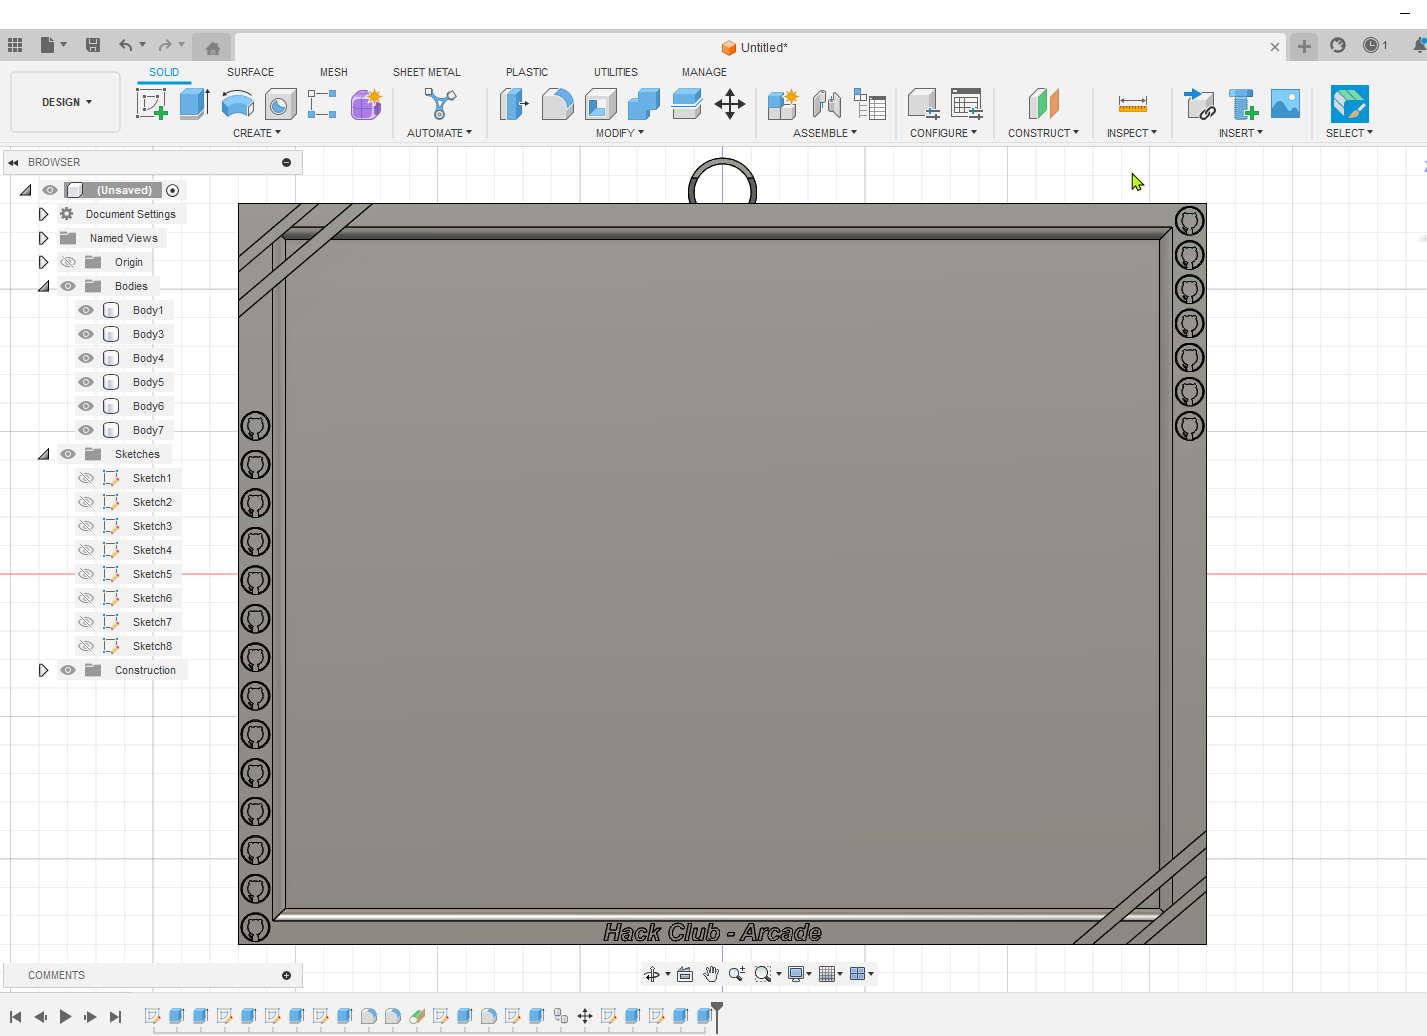 Untitled*
1
SOLID SURFACE MESH SHEET METAL PLASTIC UTILITIES MANAGE
DESIGN
CREATE AUTOMATE MODIFY ASSEMBLE CONFIGURE CONSTRUCT INSPECT INSERT SELECT
BROWSER
(Unsaved)
Document Settings
Named Views
Origin
Bodies
Body1
Body3
Body4
Body5
Body6
Body7
Sketches
Sketch1
Sketch2
Sketch3
Sketch4
Sketch5
Sketch6
Sketch7
Sketch8
Construction
Hack Club - Arcade
COMMENTS